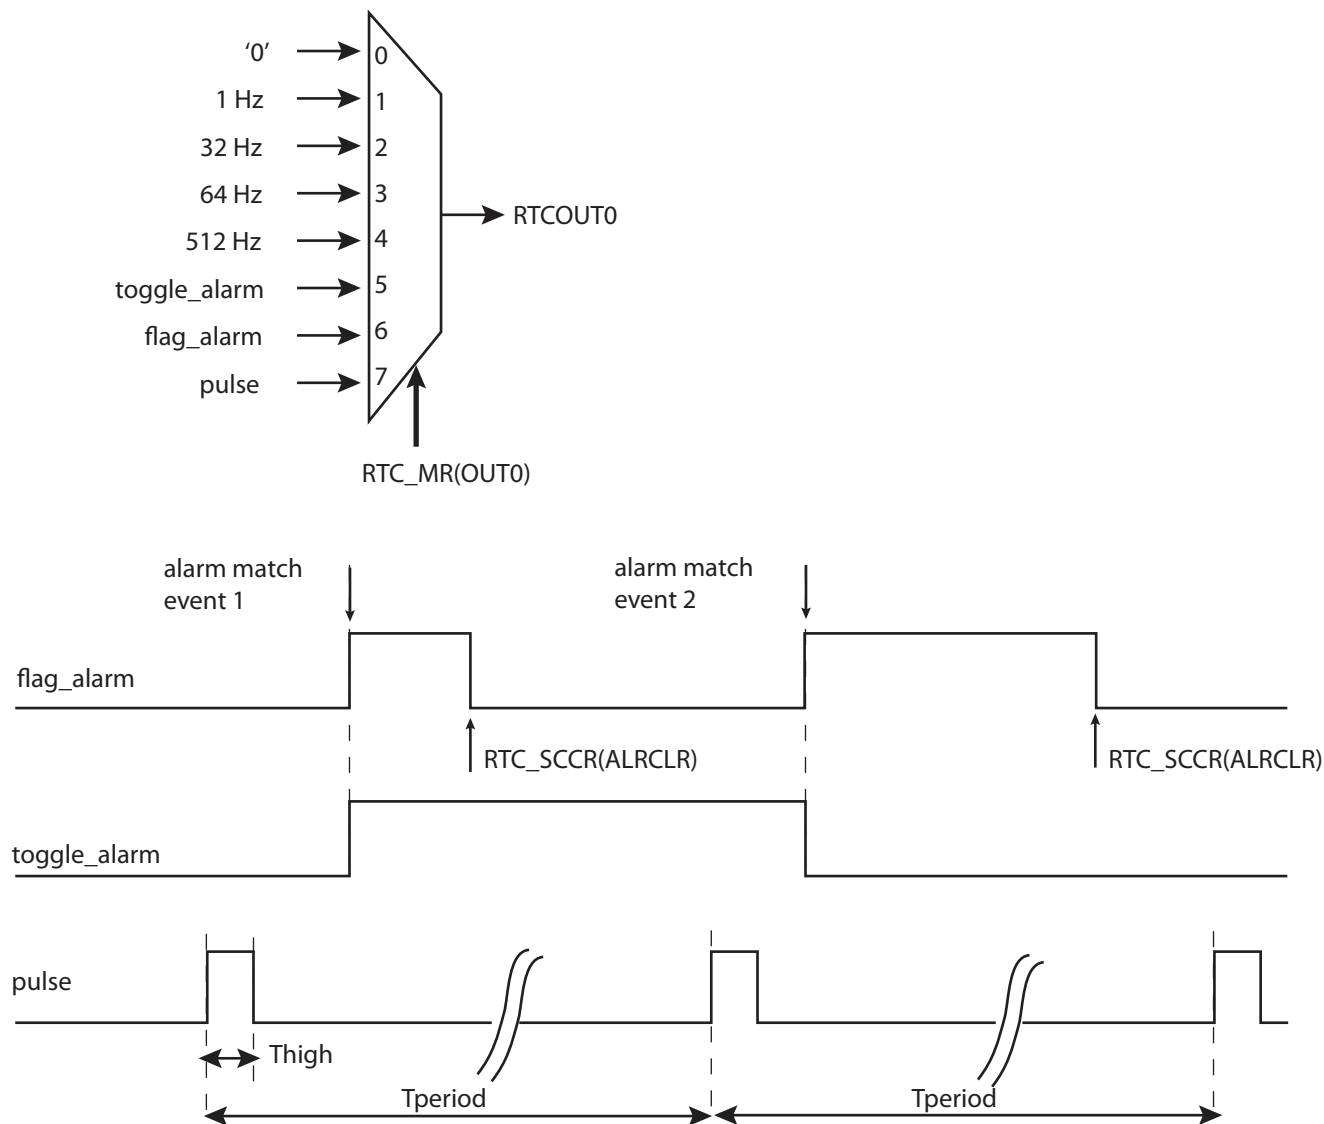 ‘0’
0
1 Hz
1
32 Hz
2
64 Hz
3
RTCOUT0
512 Hz
4
toggle_alarm
5
flag_alarm
6
pulse
7
RTC_MR(OUT0)
alarm match
event 1
alarm match
event 2
flag_alarm
RTC_SCCR(ALRCLR)
RTC_SCCR(ALRCLR)
toggle_alarm
pulse
Thigh
Tperiod
Tperiod